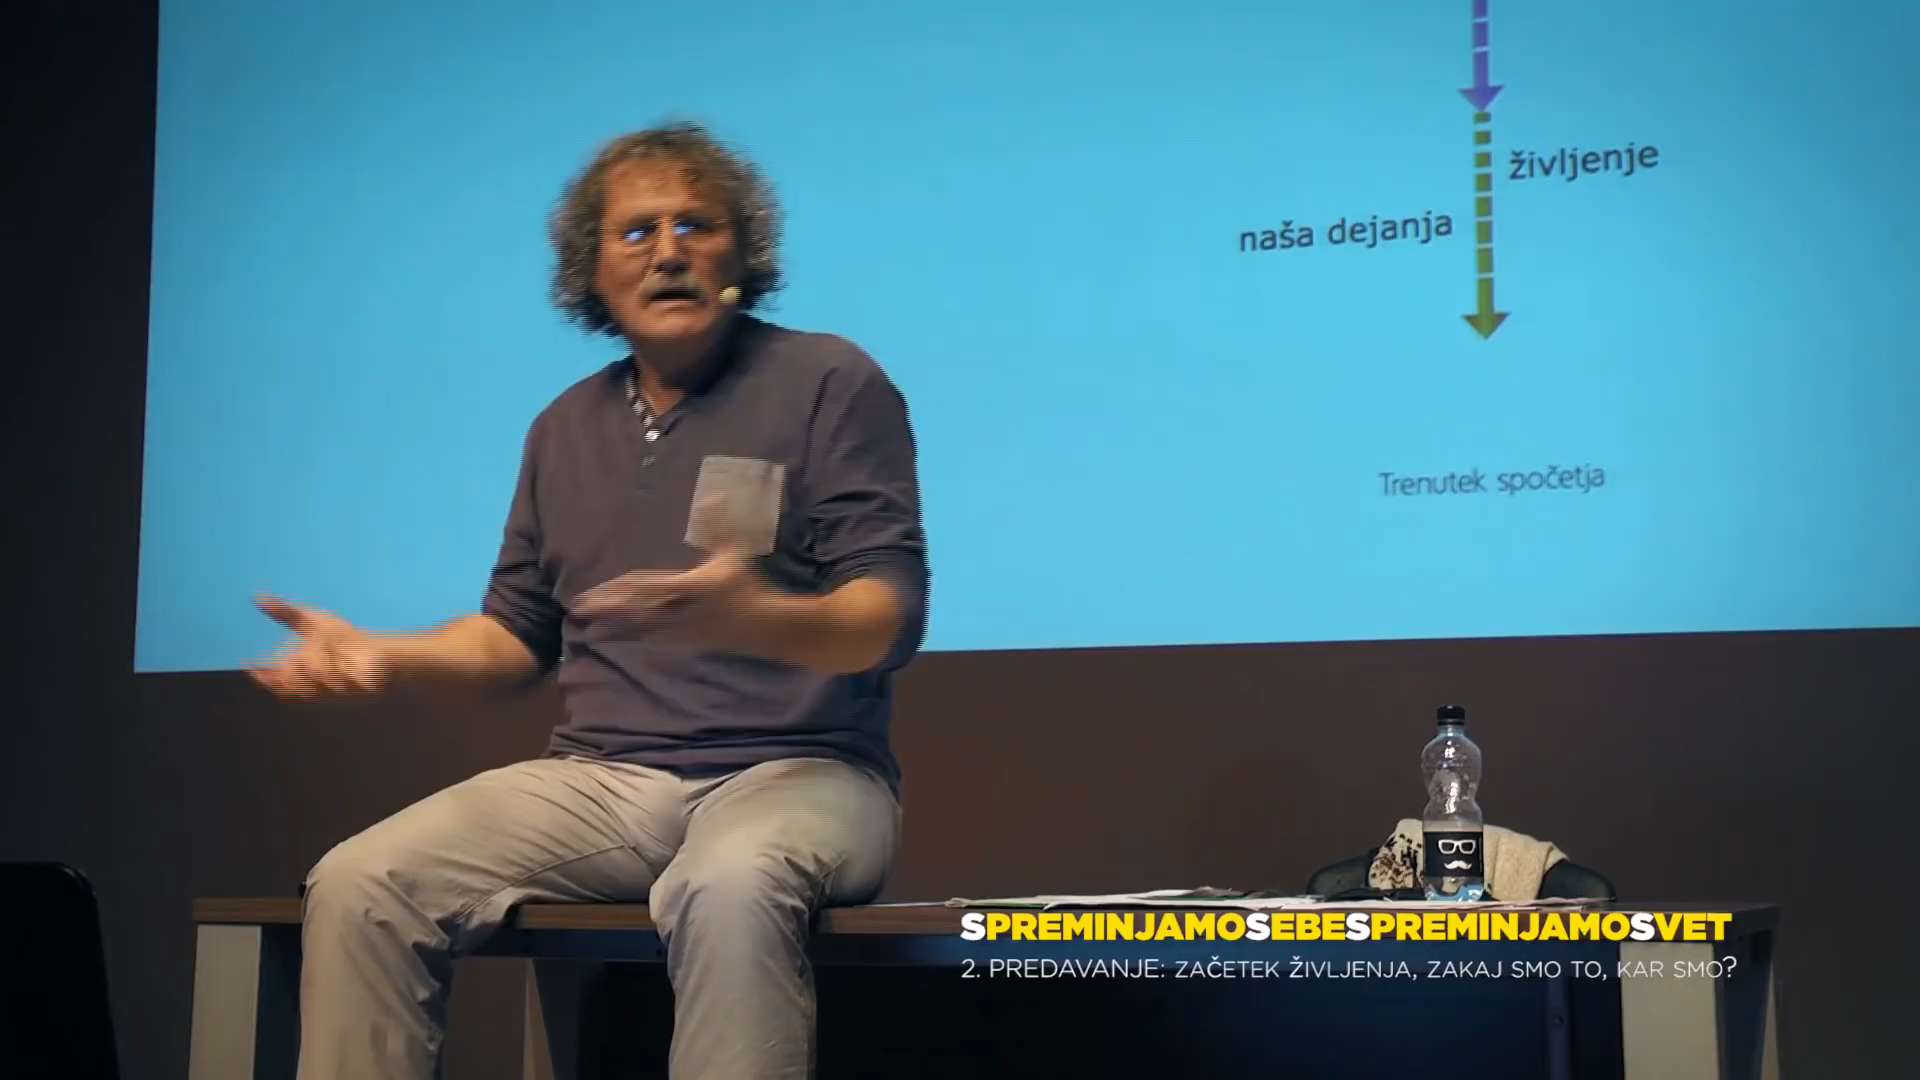 življenje
naša dejanja
Trenutek spočetja
SPREMINJAMOSEBESPREMINJAMOSVET
2. PREDAVANJE: ZAČETEK ŽIVLJENJA, ZAKAJ SMO TO, KAR SMO?